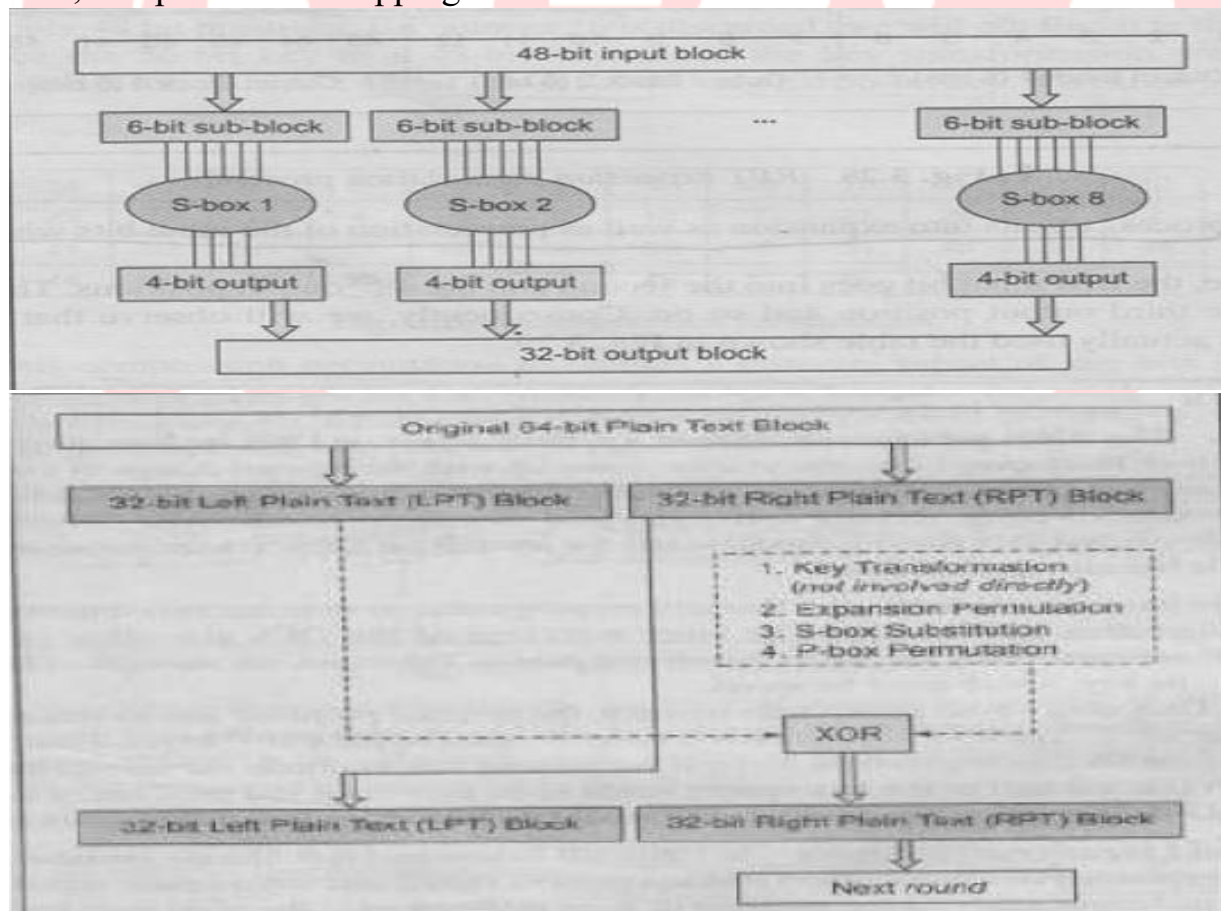 48-bit input block
6-bit sub-block 6-bit sub-block ... 6-bit sub-block
S-box 1 S-box 2 S-box 8
4-bit output 4-bit output 4-bit output
32-bit output block
Original 64-bit Plain Text Block
32-bit Left Plain Text (LPT) Block 32-bit Right Plain Text (RPT) Block
1. Key Transformation
(not involved directly)
2. Expansion Permutation
3. S-box Substitution
4. P-box Permutation
XOR
32-bit Left Plain Text (LPT) Block 32-bit Right Plain Text (RPT) Block
Next round